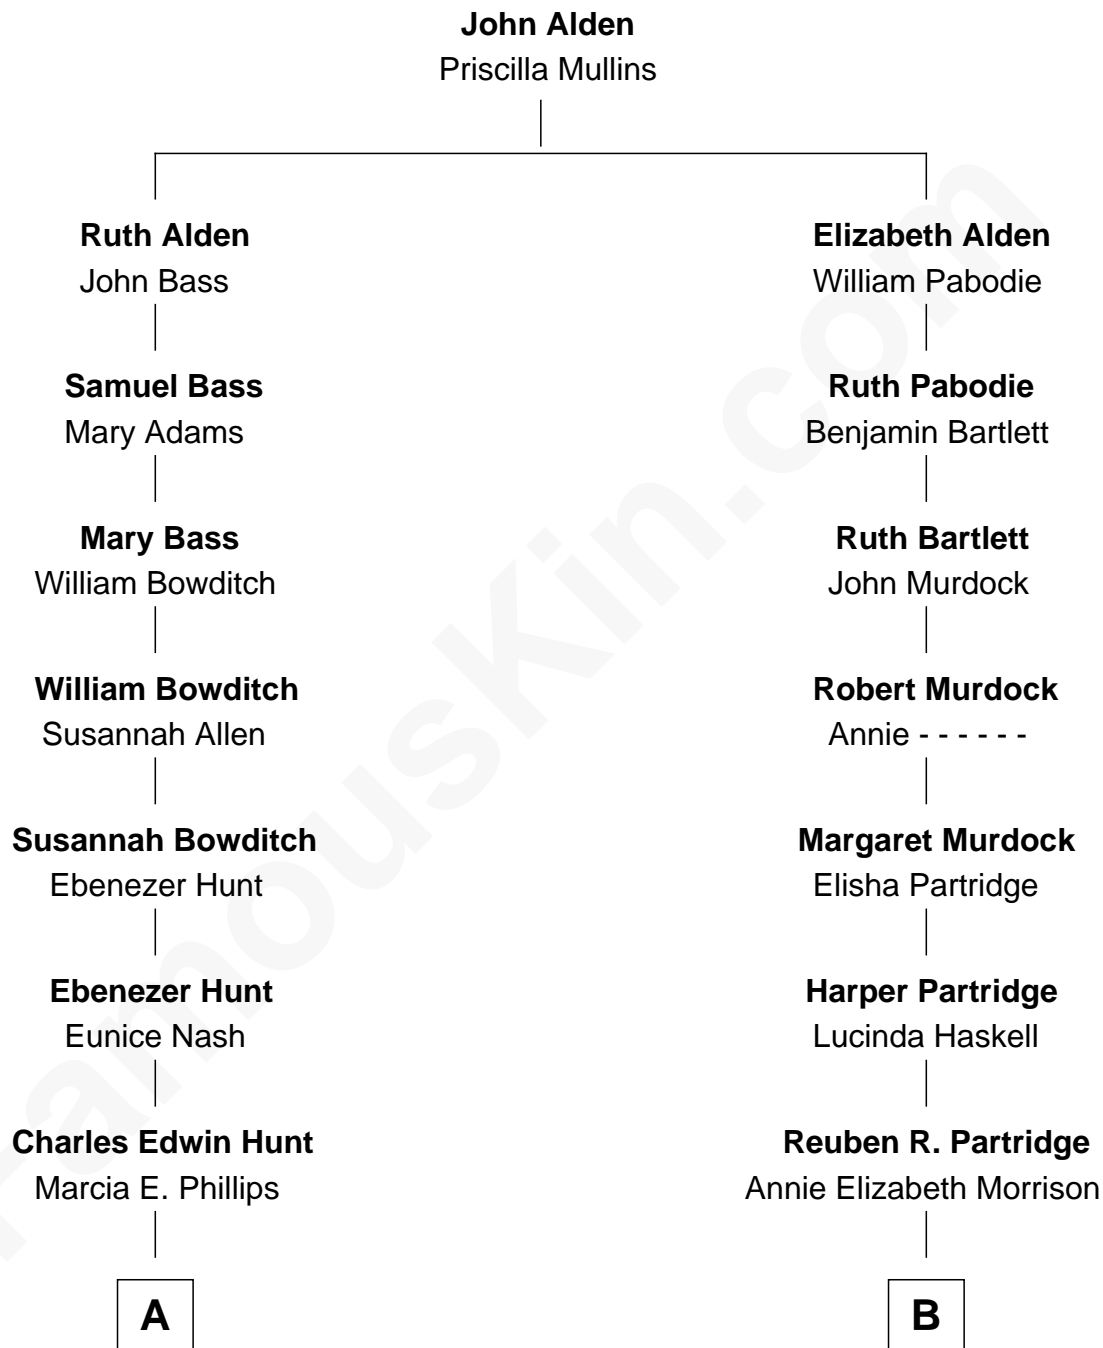 John Alden
Priscilla Mullins
Ruth Alden
John Bass
Elizabeth Alden
William Pabodie
Samuel Bass
Mary Adams
Ruth Pabodie
Benjamin Bartlett
Mary Bass
William Bowditch
Ruth Bartlett
John Murdock
William Bowditch
Susannah Allen
Robert Murdock
Annie - - - - - -
Susannah Bowditch
Ebenezer Hunt
Margaret Murdock
Elisha Partridge
Ebenezer Hunt
Eunice Nash
Harper Partridge
Lucinda Haskell
Charles Edwin Hunt
Marcia E. Phillips
Reuben R. Partridge
Annie Elizabeth Morrison
A
B
FamousKin.com